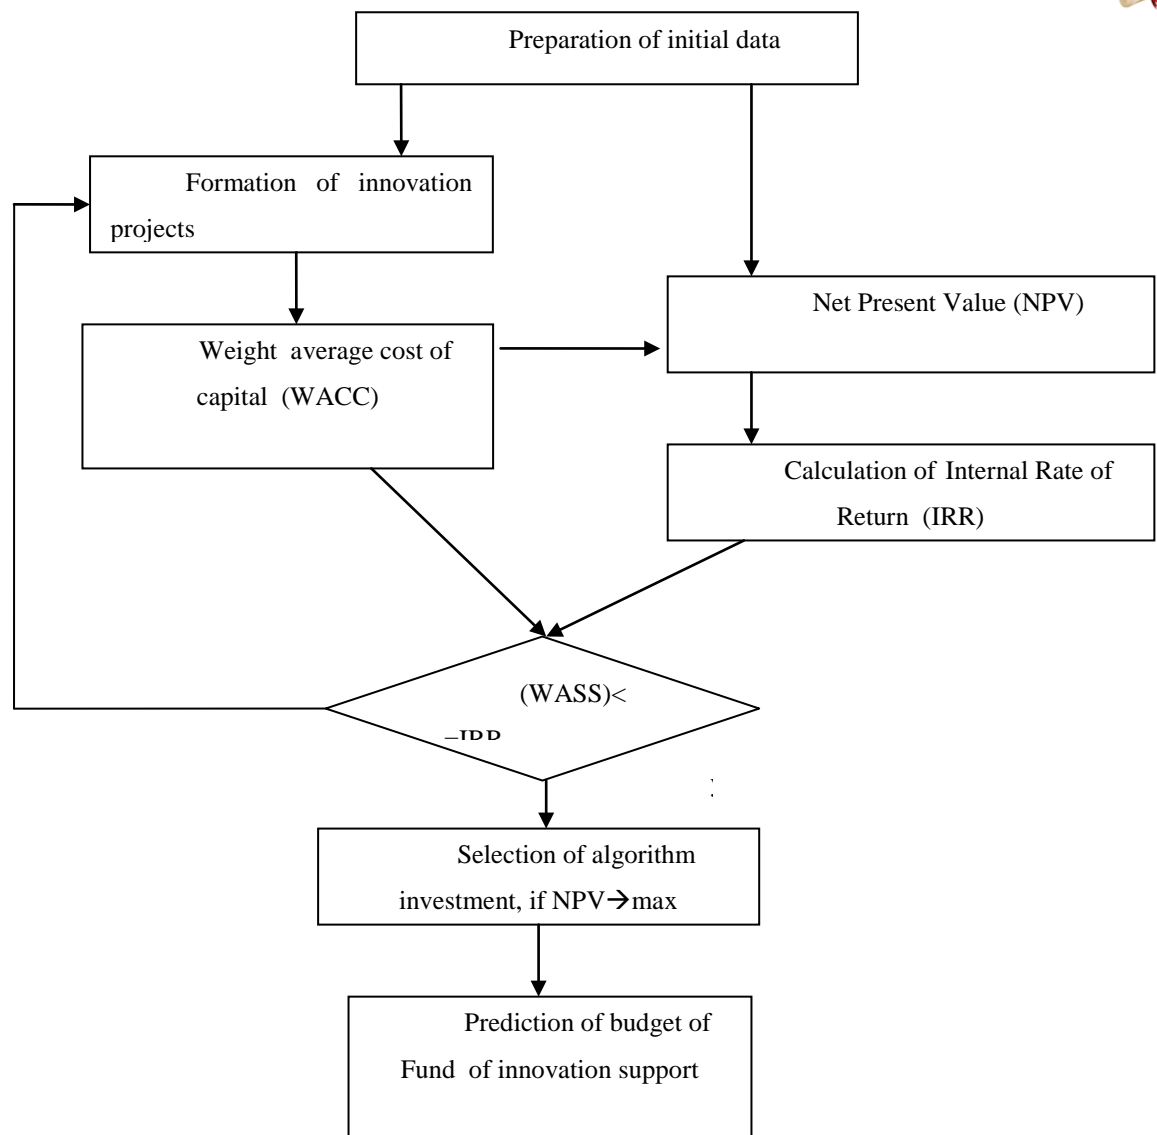 Preparation of initial data
Formation of innovation
projects
Net Present Value (NPV)
Weight average cost of
capital (WACC)
Calculation of Internal Rate of
Return (IRR)
(WASS)<
Selection of algorithm
investment, if NPV→max
Prediction of budget of
Fund of innovation support